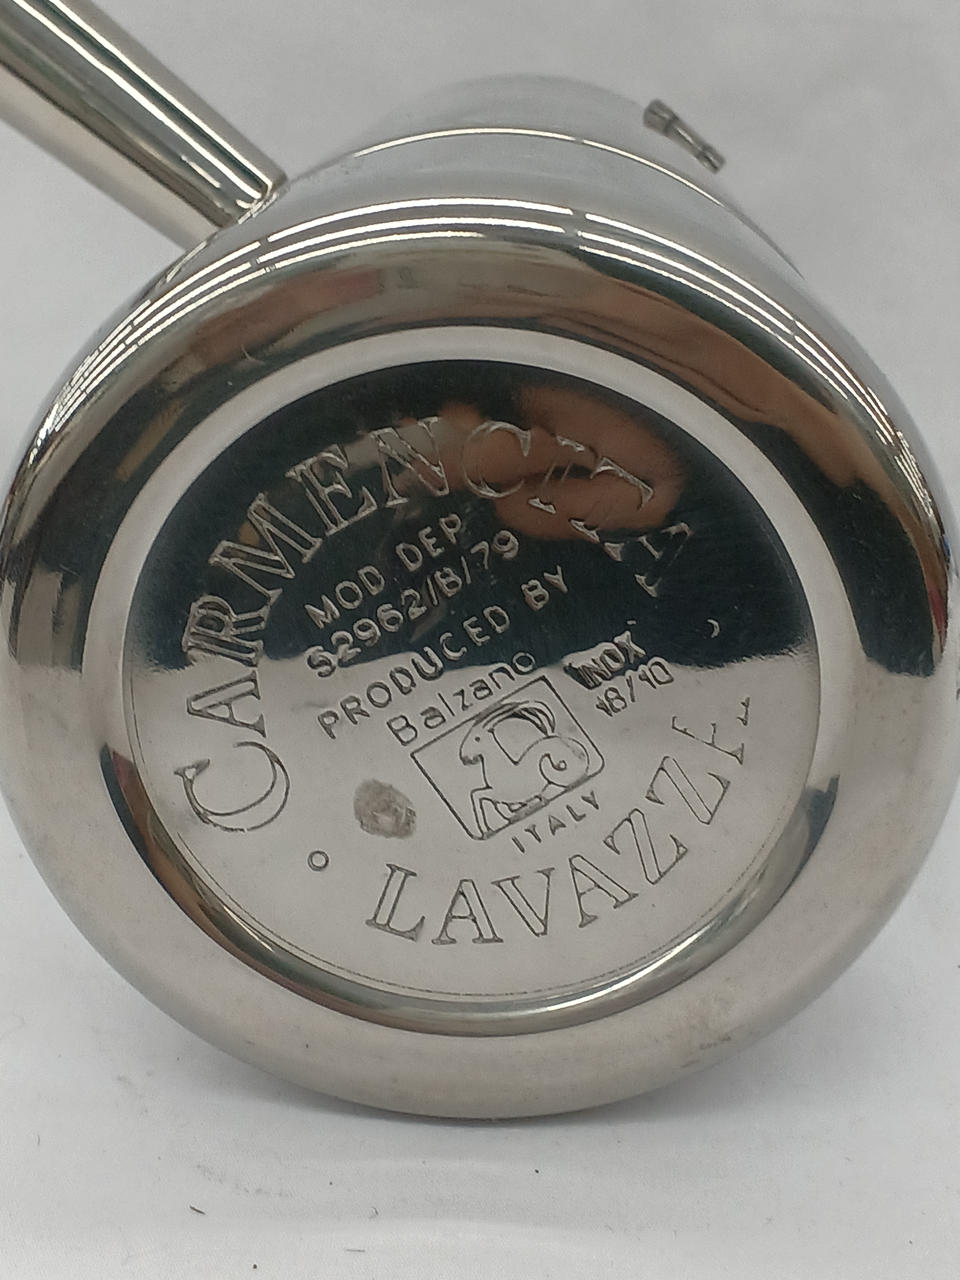 CARMENCITA
MOD DEP
52962/B/79
PRODUCED BY
Balzano
INOX
18/10
ITALY
LAVAZZA